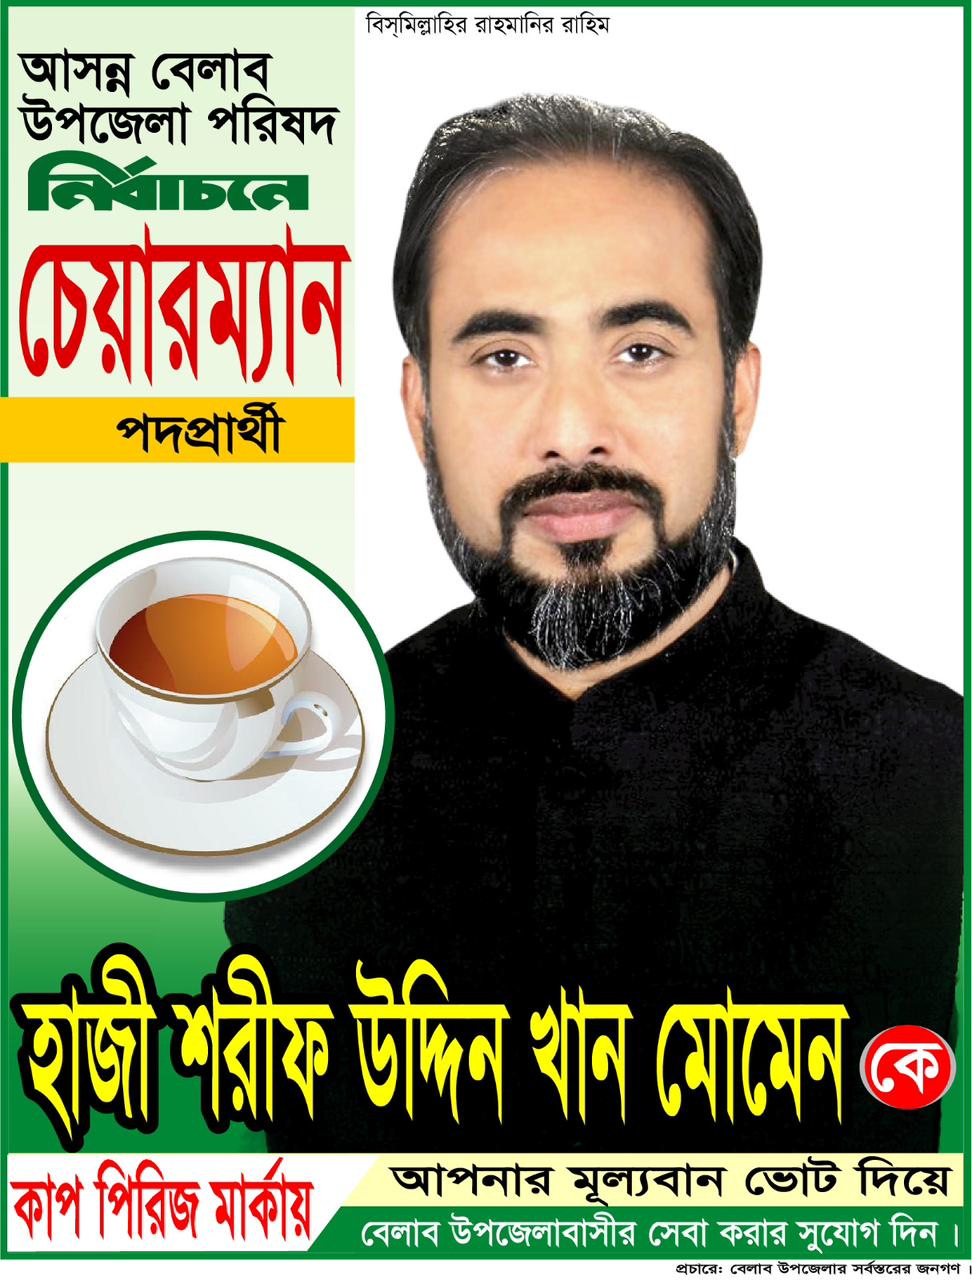 বিস্‌মিল্লাহির রাহমানির রাহিম
আসন্ন বেলাব
উপজেলা পরিষদ
নির্বাচনে
চেয়ারম্যান
পদপ্রার্থী
হাজী শরীফ উদ্দিন খান মোমেন কে
কাপ পিরিজ মার্কায়
আপনার মূল্যবান ভোট দিয়ে
বেলাব উপজেলাবাসীর সেবা করার সুযোগ দিন ।
প্রচারে: বেলাব উপজেলার সর্বস্তরের জনগণ ।